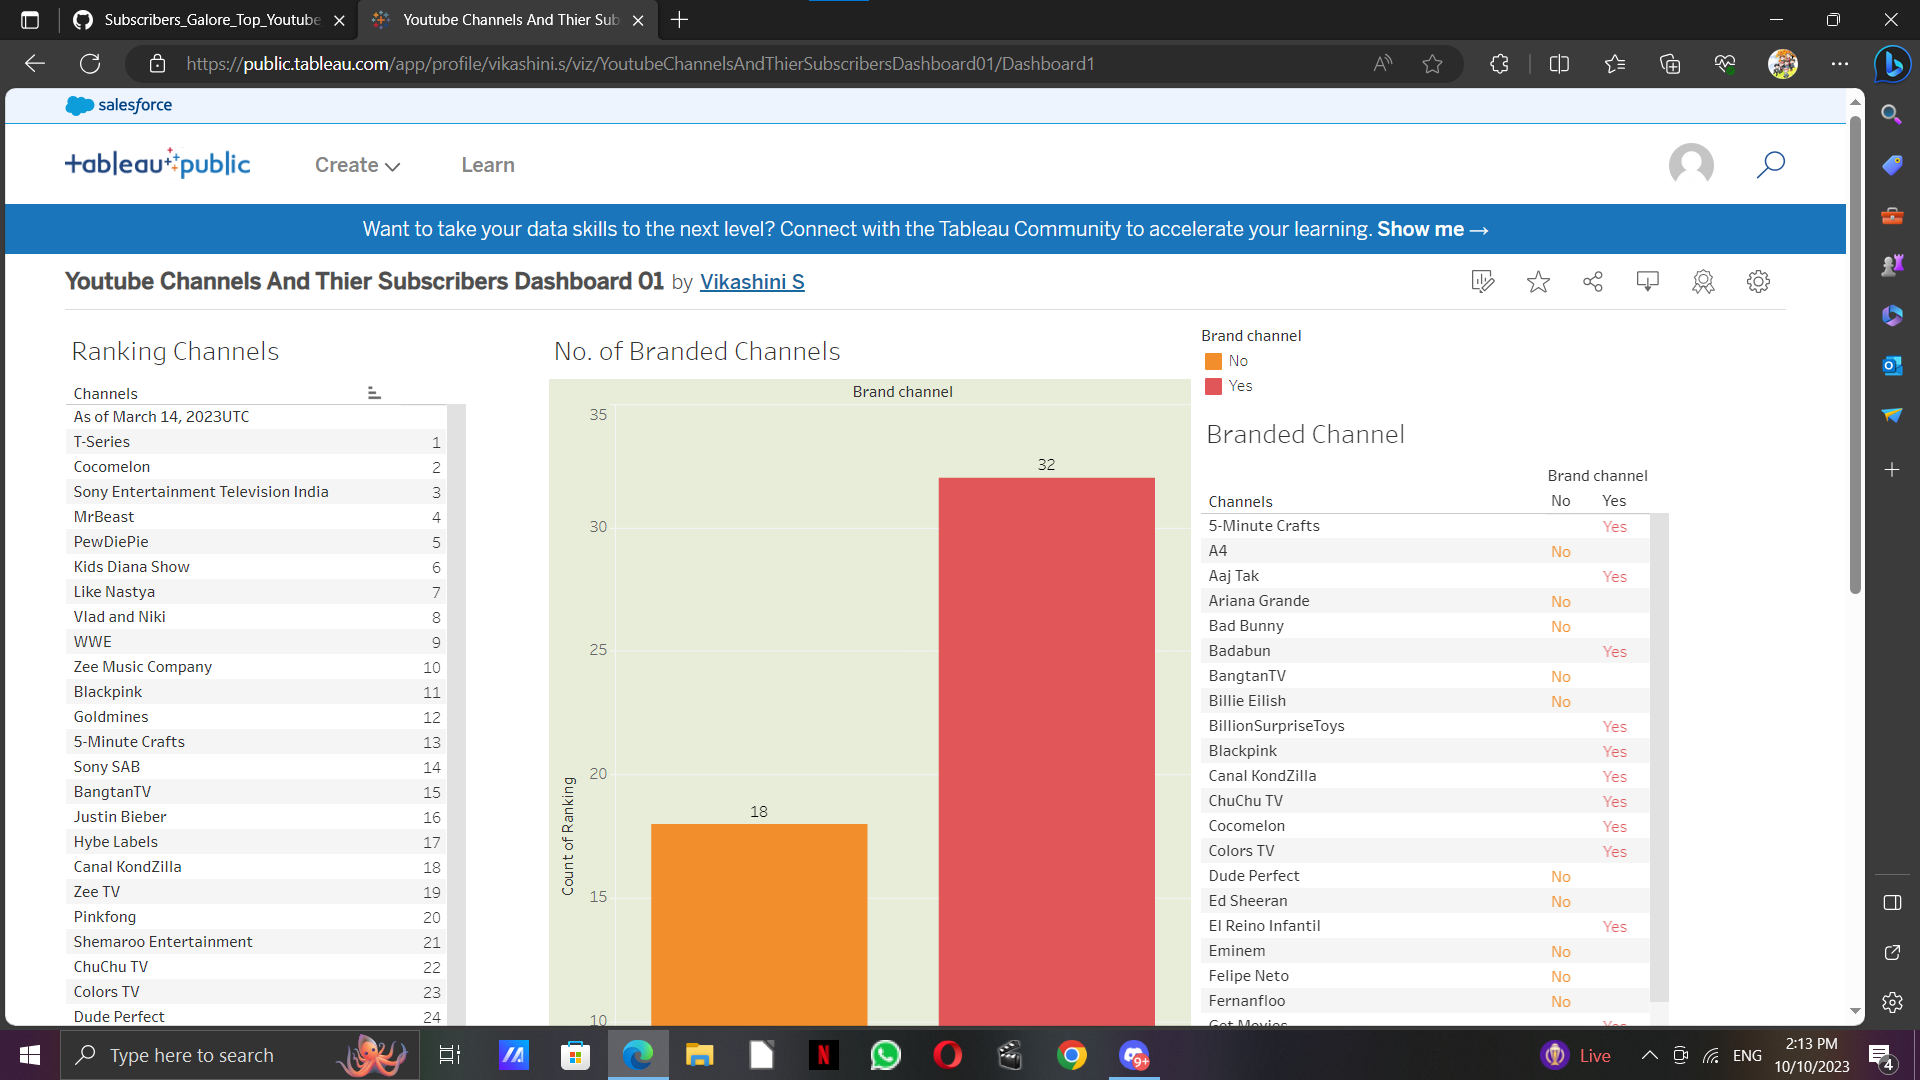 Subscribers_Galore_Top_Youtube
Youtube Channels And Thier Sub
https://public.tableau.com/app/profile/vikashini.s/viz/YoutubeChannelsAndThierSubscribersDashboard01/Dashboard1
salesforce
tableau public
Create
Learn
Want to take your data skills to the next level? Connect with the Tableau Community to accelerate your learning. Show me →
Youtube Channels And Thier Subscribers Dashboard 01 by Vikashini S
Ranking Channels
Channels
As of March 14, 2023UTC
T-Series 1
Cocomelon 2
Sony Entertainment Television India 3
MrBeast 4
PewDiePie 5
Kids Diana Show 6
Like Nastya 7
Vlad and Niki 8
WWE 9
Zee Music Company 10
Blackpink 11
Goldmines 12
5-Minute Crafts 13
Sony SAB 14
BangtanTV 15
Justin Bieber 16
Hybe Labels 17
Canal KondZilla 18
Zee TV 19
Pinkfong 20
Shemaroo Entertainment 21
ChuChu TV 22
Colors TV 23
Dude Perfect 24
No. of Branded Channels
Brand channel
35
30
25
20
15
10
Count of Ranking
18
32
Brand channel
No
Yes
Branded Channel
Brand channel
Channels No Yes
5-Minute Crafts Yes
A4 No
Aaj Tak Yes
Ariana Grande No
Bad Bunny No
Badabun Yes
BangtanTV No
Billie Eilish No
BillionSurpriseToys Yes
Blackpink Yes
Canal KondZilla Yes
ChuChu TV Yes
Cocomelon Yes
Colors TV Yes
Dude Perfect No
Ed Sheeran No
El Reino Infantil Yes
Eminem No
Felipe Neto No
Fernanfloo No
Get Movies Yes
Type here to search
9+
Live
ENG
2:13 PM
10/10/2023
4